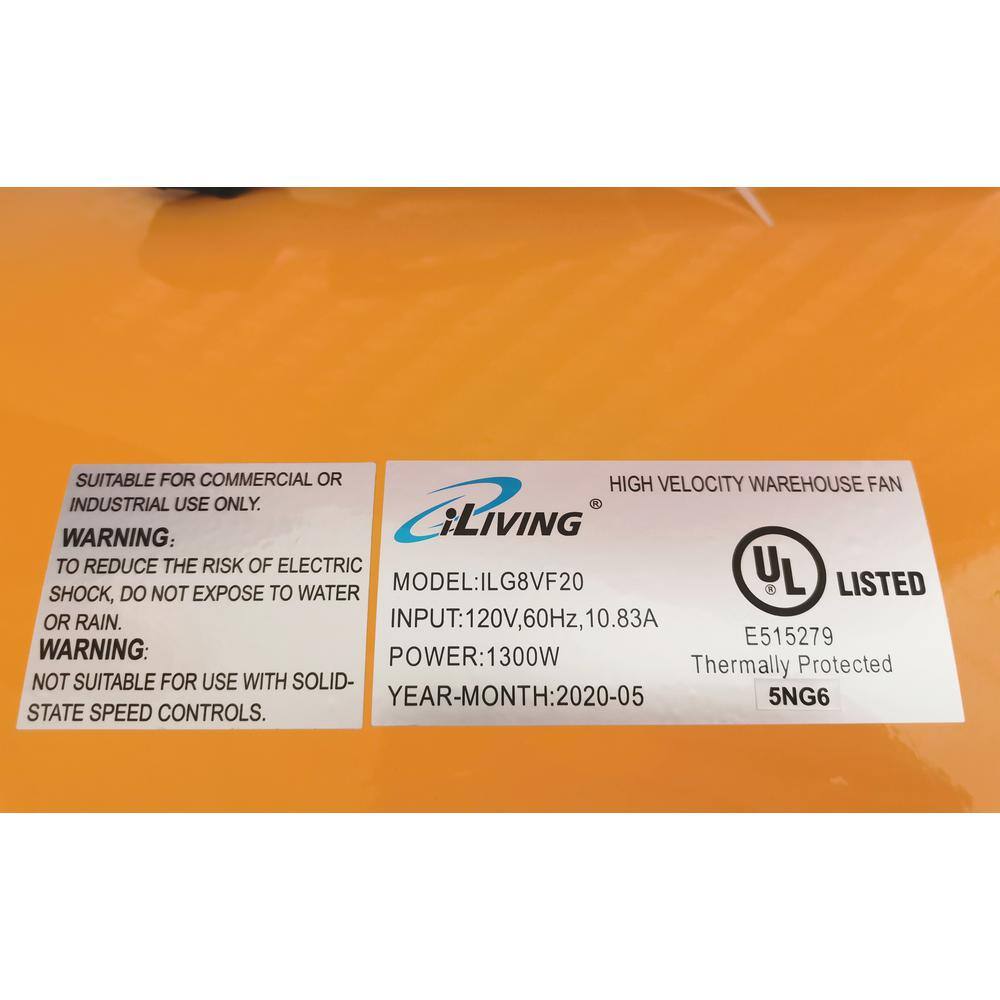 SUITABLE FOR COMMERCIAL OR
INDUSTRIAL USE ONLY.
WARNING:
TO REDUCE THE RISK OF ELECTRIC
SHOCK, DO NOT EXPOSE TO WATER
OR RAIN.
WARNING:
NOT SUITABLE FOR USE WITH SOLID-
STATE SPEED CONTROLS.
iLIVING ®
HIGH VELOCITY WAREHOUSE FAN
MODEL:ILG8VF20
INPUT:120V,60Hz,10.83A
POWER:1300W
YEAR-MONTH:2020-05
UL ® LISTED
E515279
Thermally Protected
5NG6